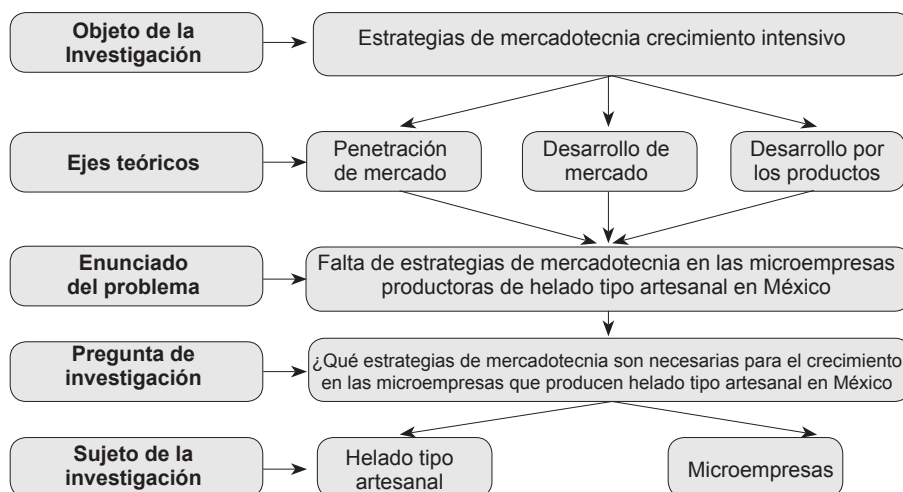 Objeto de la
Investigación
Estrategias de mercadotecnia crecimiento intensivo
Ejes teóricos
Penetración
de mercado
Desarrollo de
mercado
Desarrollo por
los productos
Enunciado
del problema
Falta de estrategias de mercadotecnia en las microempresas
productoras de helado tipo artesanal en México
Pregunta de
investigación
¿Qué estrategias de mercadotecnia son necesarias para el crecimiento
en las microempresas que producen helado tipo artesanal en México
Sujeto de la
investigación
Helado tipo
artesanal
Microempresas